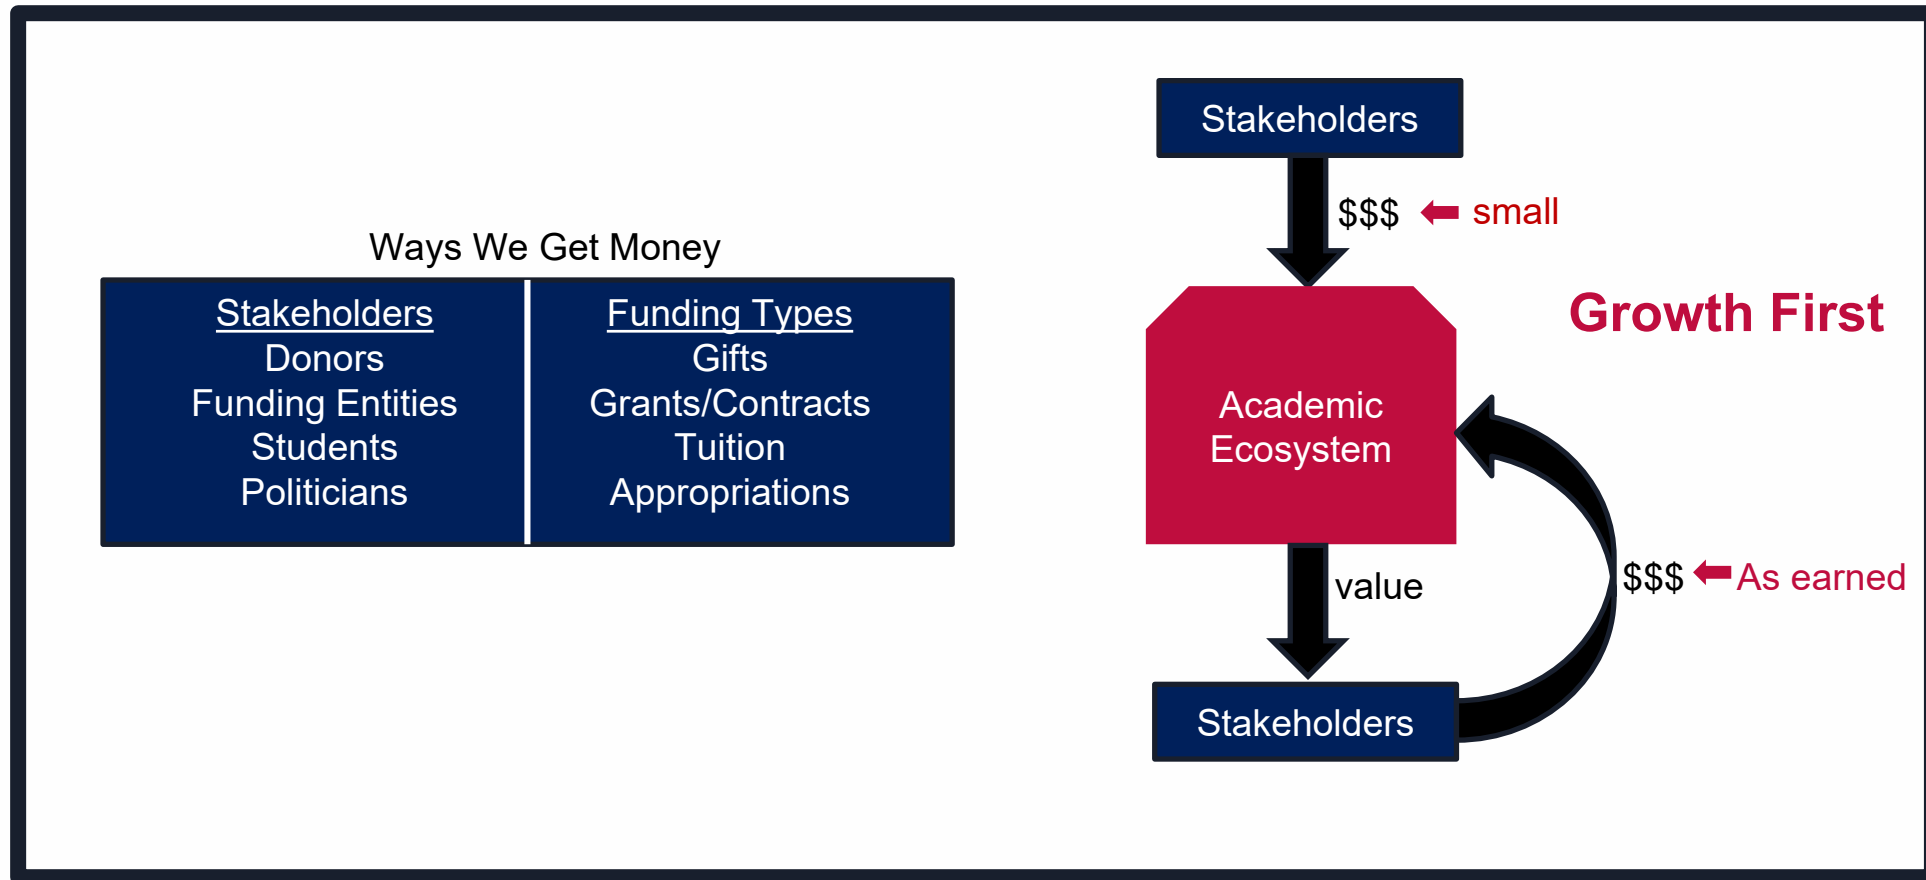 Ways We Get Money
Stakeholders
Donors
Funding Entities
Students
Politicians
Funding Types
Gifts
Grants/Contracts
Tuition
Appropriations
Stakeholders
$$$
small
Growth First
Academic
Ecosystem
value
$$$
As earned
Stakeholders